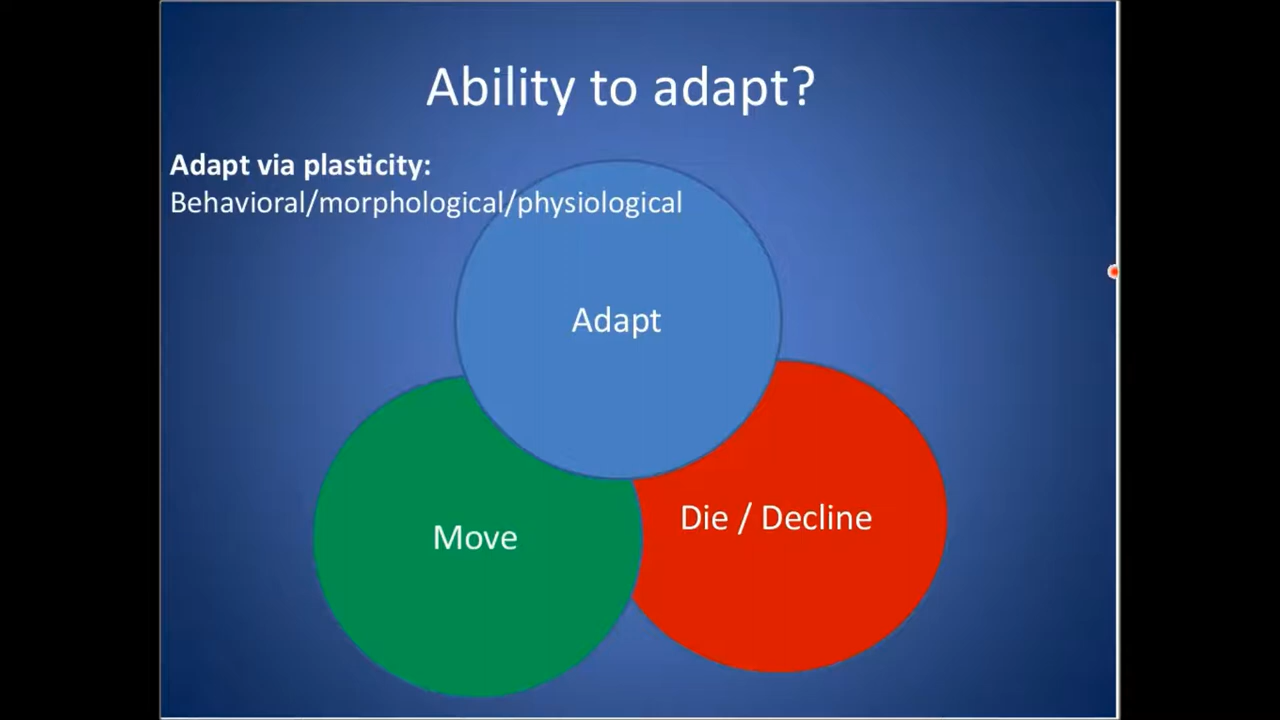 Ability to adapt?
Adapt via plasticity:
Behavioral/morphological/physiological
Adapt
Die / Decline
Move